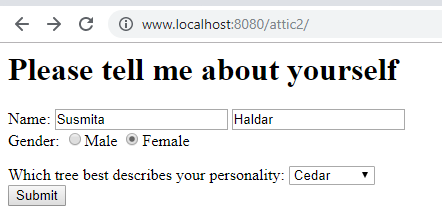 www.localhost:8080/attic2/
Please tell me about yourself
Name: Susmita Haldar
Gender: Male Female
Which tree best describes your personality: Cedar
Submit